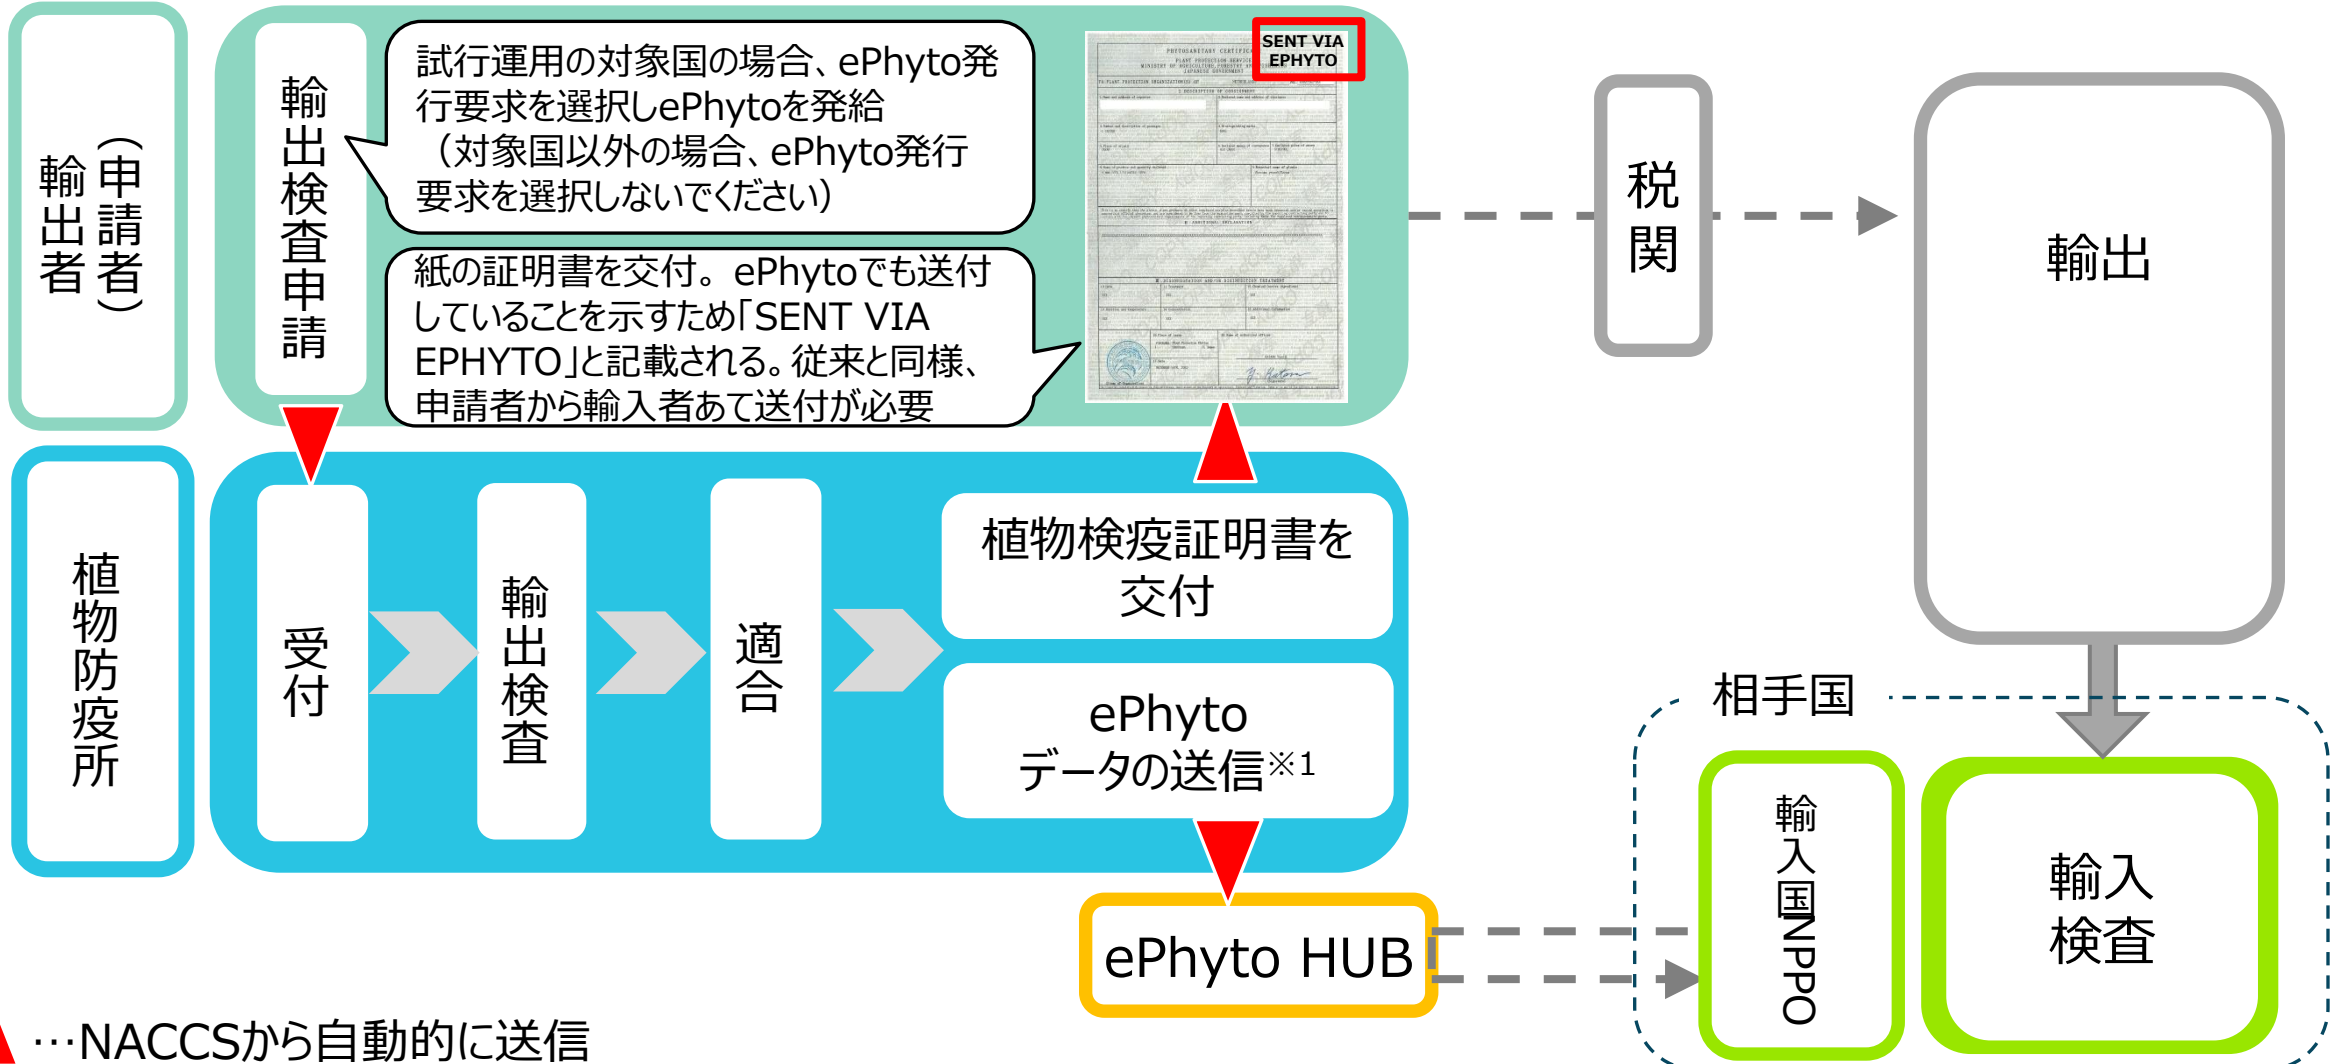 輸出者
（申請者）
輸出検査申請
試行運用の対象国の場合、ePhyto発
行要求を選択しePhytoを発給
（対象国以外の場合、ePhyto発行
要求を選択しないでください）
紙の証明書を交付。ePhytoでも送付
していることを示すため「SENT VIA
EPHYTO」と記載される。従来と同様、
申請者から輸入者あて送付が必要
SENT VIA
EPHYTO
税関
輸出
植物防疫所
受付
輸出検査
適合
植物検疫証明書を
交付
ePhyto
データの送信※1
ePhyto HUB
相手国
輸入国NPPO
輸入
検査
…NACCSから自動的に送信